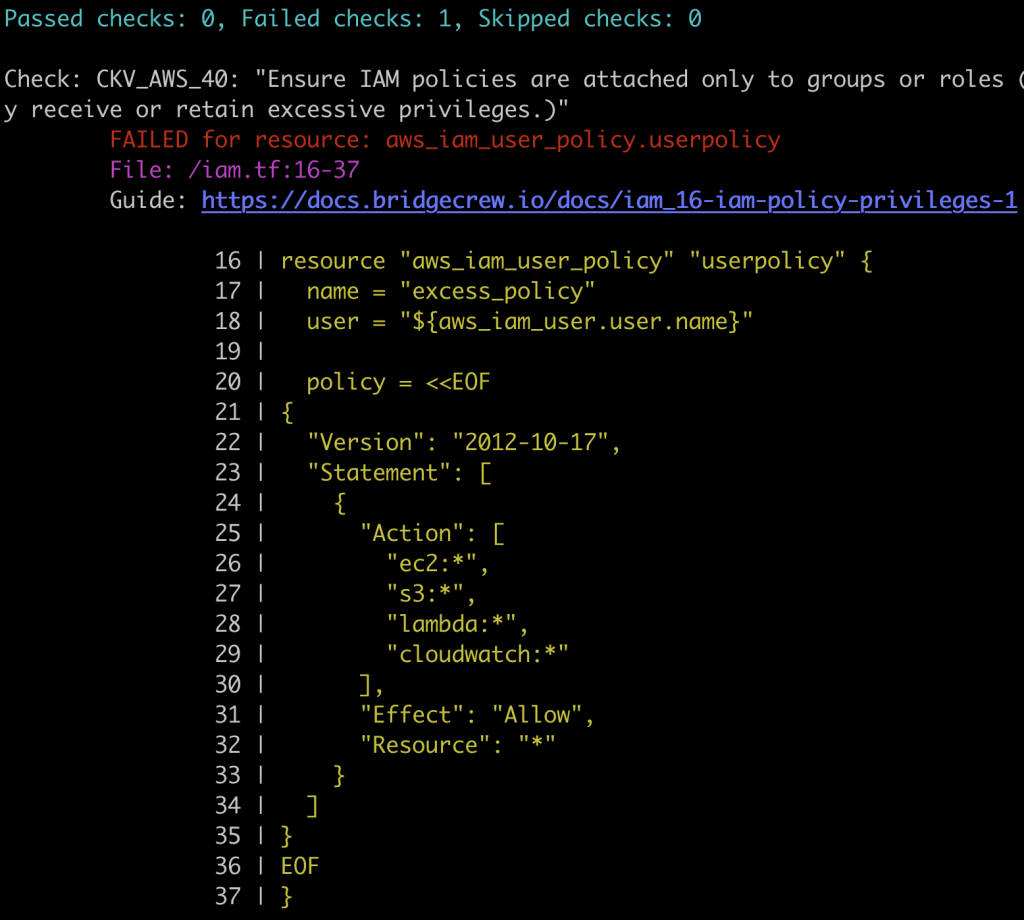 Passed checks: 0, Failed checks: 1, Skipped checks: 0
Check: CKV_AWS_40: "Ensure IAM policies are attached only to groups or roles (
y receive or retain excessive privileges.)"
FAILED for resource: aws_iam_user_policy.userpolicy
File: /iam.tf:16-37
Guide: https://docs.bridgecrew.io/docs/iam_16-iam-policy-privileges-1
16 | resource "aws_iam_user_policy" "userpolicy" {
17 |   name = "excess_policy"
18 |   user = "${aws_iam_user.user.name}"
19 |
20 |   policy = <<EOF
21 | {
22 |   "Version": "2012-10-17",
23 |   "Statement": [
24 |     {
25 |       "Action": [
26 |         "ec2:*",
27 |         "s3:*",
28 |         "lambda:*",
29 |         "cloudwatch:*"
30 |       ],
31 |       "Effect": "Allow",
32 |       "Resource": "*"
33 |     }
34 |   ]
35 | }
36 | EOF
37 | }